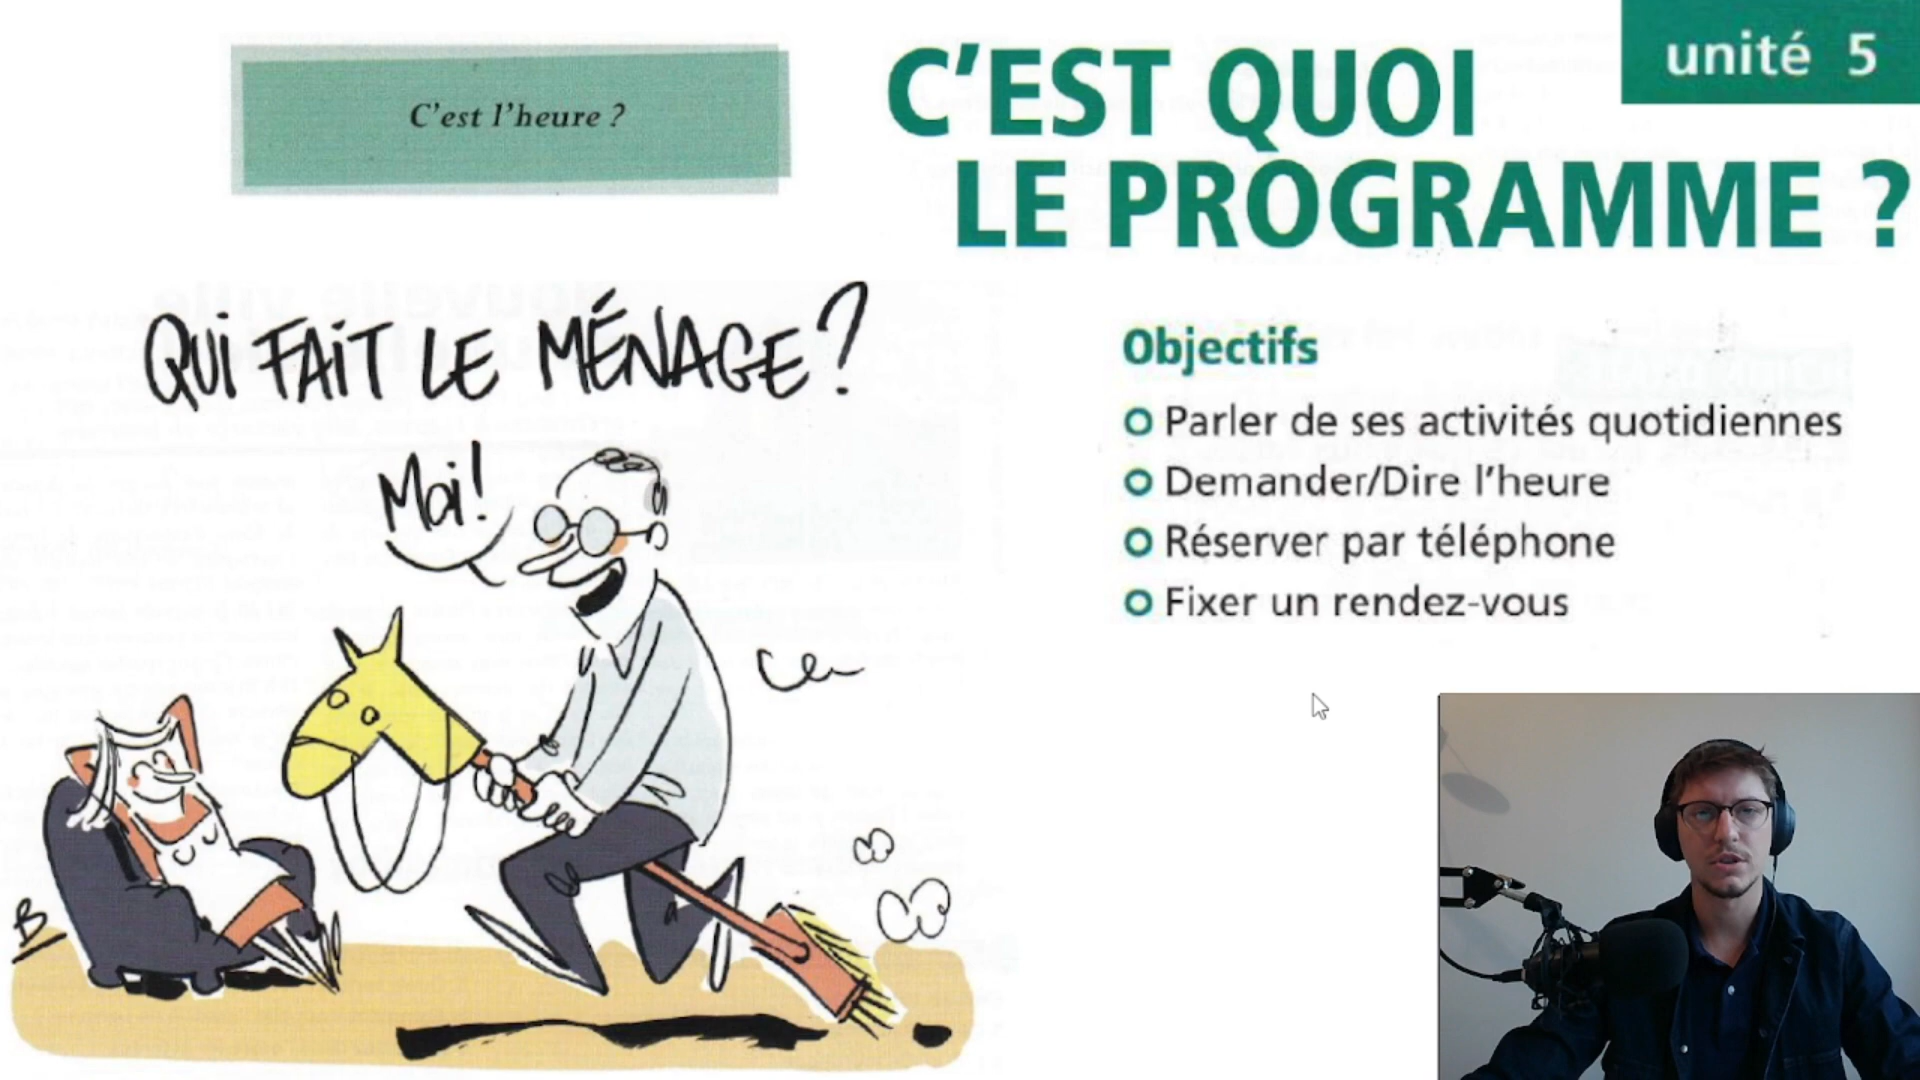 C'est l'heure ?
unité 5
C'EST QUOI
LE PROGRAMME ?
QUI FAIT LE MÉNAGE ?
Moi !
Objectifs
Parler de ses activités quotidiennes
Demander/Dire l'heure
Réserver par téléphone
Fixer un rendez-vous
B